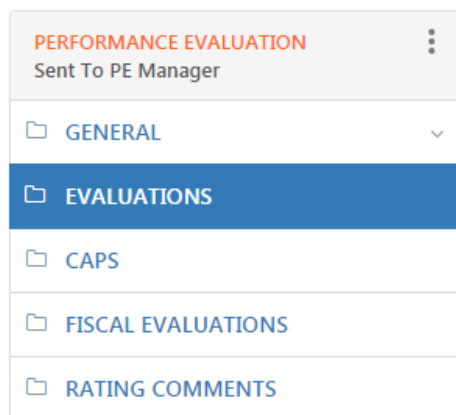 PERFORMANCE EVALUATION
Sent To PE Manager
GENERAL
EVALUATIONS
CAPS
FISCAL EVALUATIONS
RATING COMMENTS